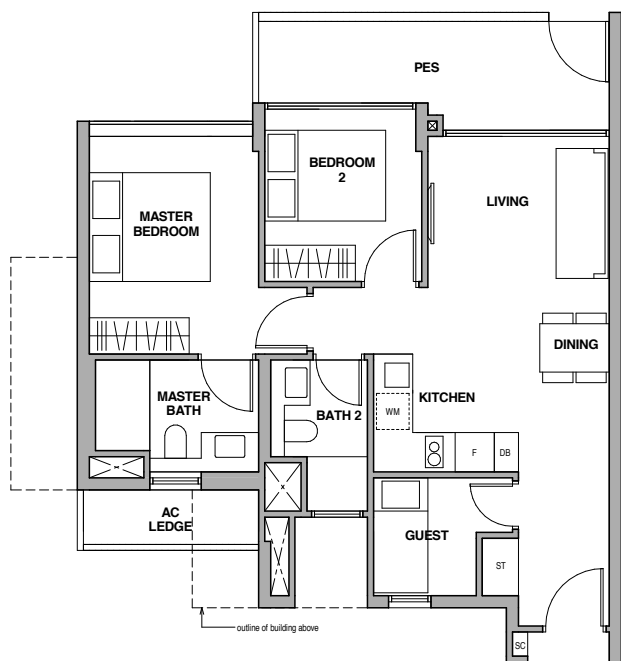 PES
BEDROOM
2
MASTER
BEDROOM
LIVING
DINING
MASTER
BATH
BATH 2
KITCHEN
WM
F
DB
AC
LEDGE
GUEST
ST
outline of building above
SC